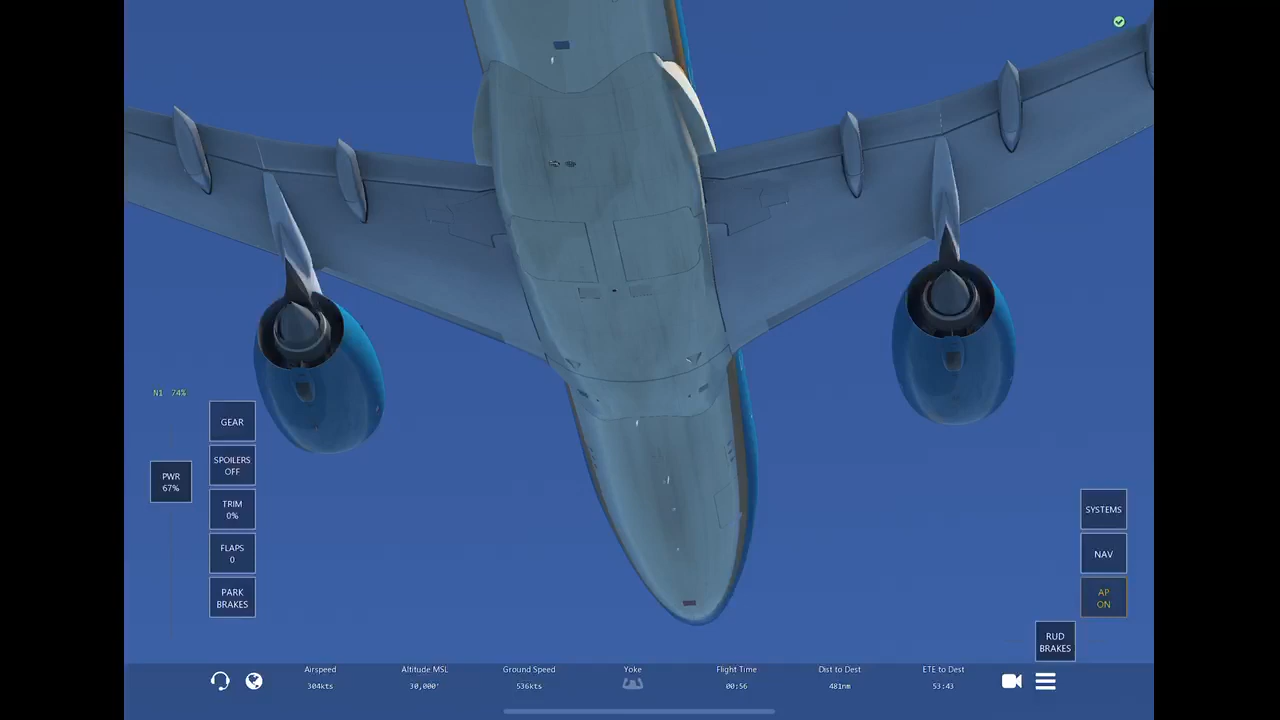 N1 74%
GEAR
SPOILERS
OFF
PWR
67%
TRIM
0%
FLAPS
0
PARK
BRAKES
SYSTEMS
NAV
AP
ON
RUD
BRAKES
Airspeed Altitude MSL Ground Speed Yoke Flight Time Dist to Dest ETE to Dest
304kts 30,000' 536kts 00:56 481nm 53:43